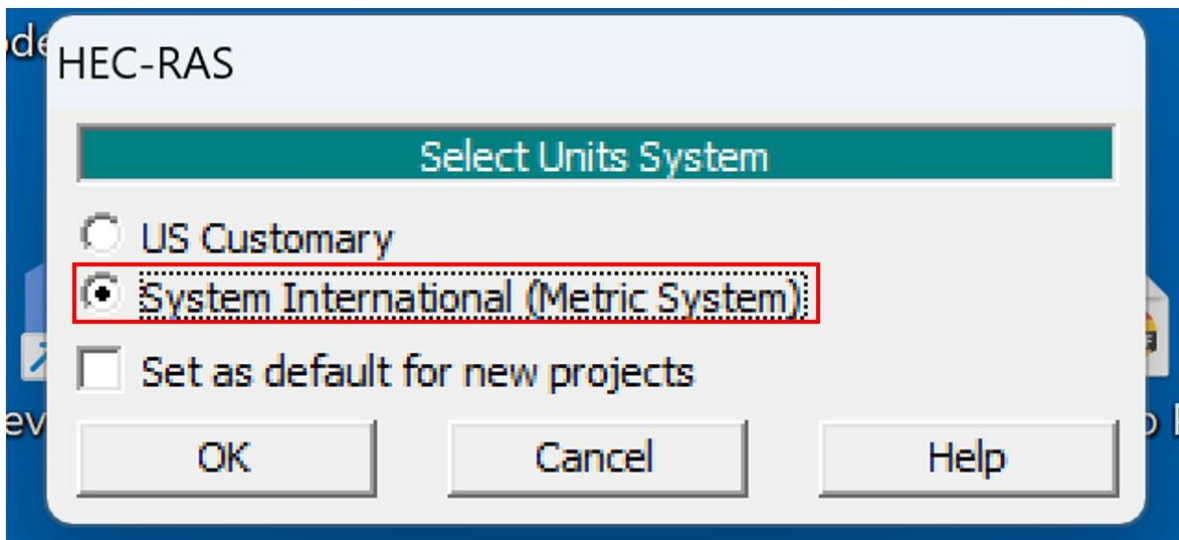 HEC-RAS
Select Units System
US Customary
System International (Metric System)
Set as default for new projects
OK
Cancel
Help